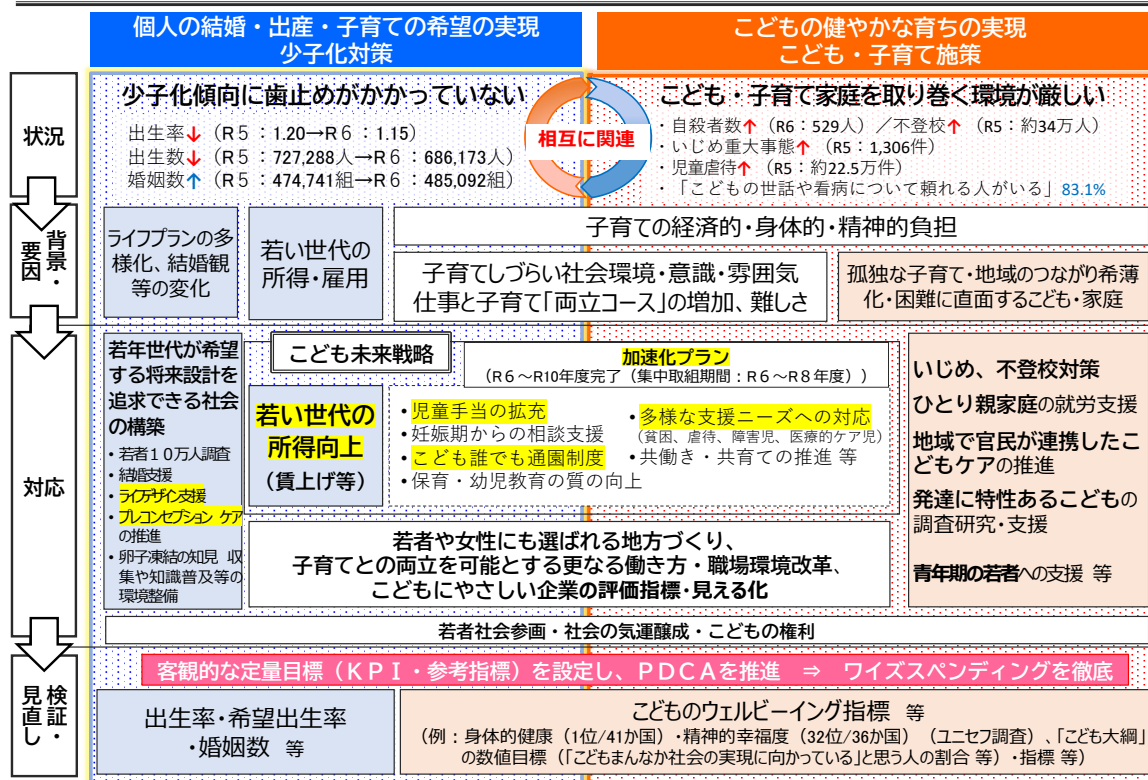 個人の結婚・出産・子育ての希望の実現
少子化対策
こどもの健やかな育ちの実現
こども・子育て施策
状況
少子化傾向に歯止めがかかっていない
出生率↓（R５：1.20→R６：1.15）
出生数↓（R５：727,288人→R６：686,173人）
婚姻数↑（R５：474,741組→R６：485,092組）
相互に関連
こども・子育て家庭を取り巻く環境が厳しい
・自殺者数↑（R6：529人）／不登校↑（R5：約34万人）
・いじめ重大事態↑（R5：1,306件）
・児童虐待↑（R5：約22.5万件）
・「こどもの世話や看病について頼れる人がいる」83.1%
背景・
要因
ライフプランの多
様化、結婚観
等の変化
若い世代の
所得・雇用
子育ての経済的・身体的・精神的負担
子育てしづらい社会環境・意識・雰囲気
仕事と子育て「両立コース」の増加、難しさ
孤独な子育て・地域のつながり希薄
化・困難に直面するこども・家庭
対応
若年世代が希望
する将来設計を
追求できる社会
の構築
・若者１０万人調査
・結婚支援
・ライフデザイン支援
・プレコンセプション ケア
の推進
・卵子凍結の知見 収
集や知識普及等の
環境整備
こども未来戦略
加速化プラン
（R６～R10年度完了（集中取組期間：R６～R８年度））
若い世代の
所得向上
（賃上げ等）
・児童手当の拡充
・妊娠期からの相談支援
・こども誰でも通園制度
・保育・幼児教育の質の向上
・多様な支援ニーズへの対応
（貧困、虐待、障害児、医療的ケア児）
・共働き・共育ての推進 等
若者や女性にも選ばれる地方づくり、
子育てとの両立を可能とする更なる働き方・職場環境改革、
こどもにやさしい企業の評価指標・見える化
いじめ、不登校対策
ひとり親家庭の就労支援
地域で官民が連携したこ
どもケアの推進
発達に特性あるこどもの
調査研究・支援
青年期の若者への支援 等
若者社会参画・社会の気運醸成・こどもの権利
検証・
見直し
客観的な定量目標（ＫＰＩ・参考指標）を設定し、ＰＤＣＡを推進 ⇒ ワイズスペンディングを徹底
出生率・希望出生率
・婚姻数 等
こどものウェルビーイング指標 等
（例：身体的健康（1位/41か国）・精神的幸福度（32位/36か国）（ユニセフ調査）、「こども大綱」
の数値目標（「こどもまんなか社会の実現に向かっている」と思う人の割合 等）・指標 等）